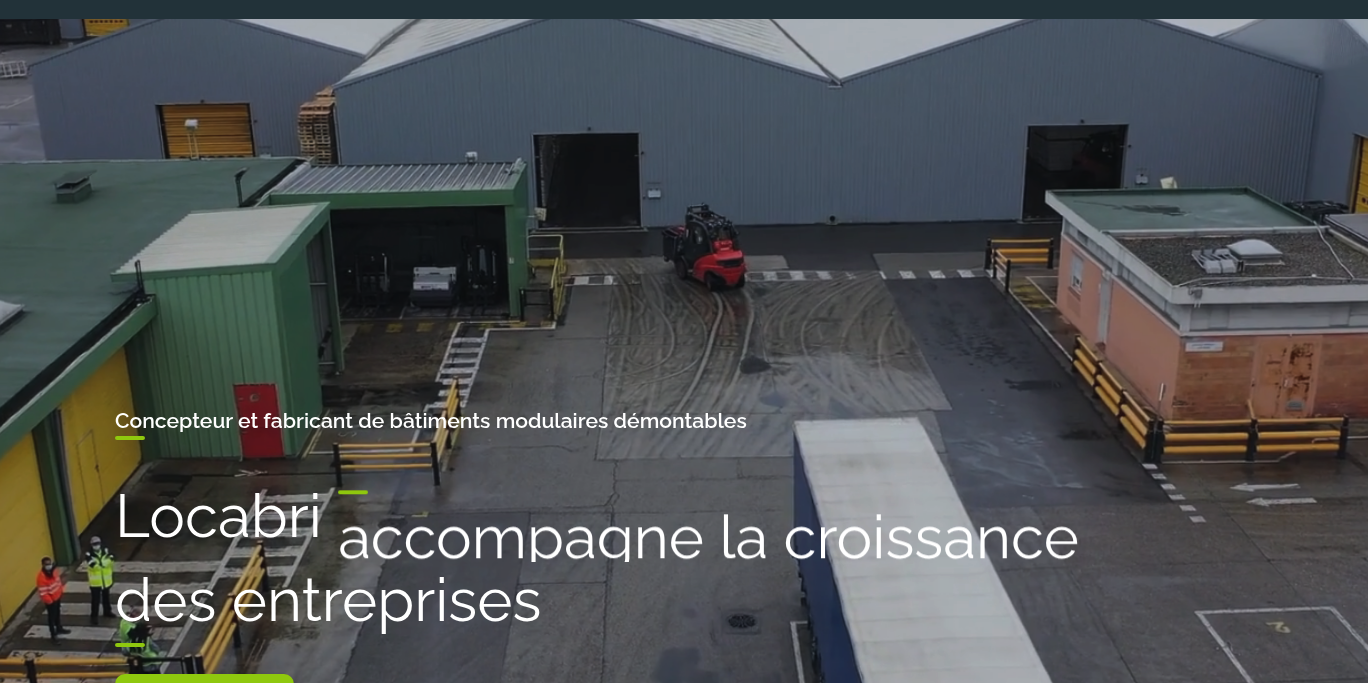 Concepteur et fabricant de bâtiments modulaires démontables
Locabri accompagne la croissance
des entreprises